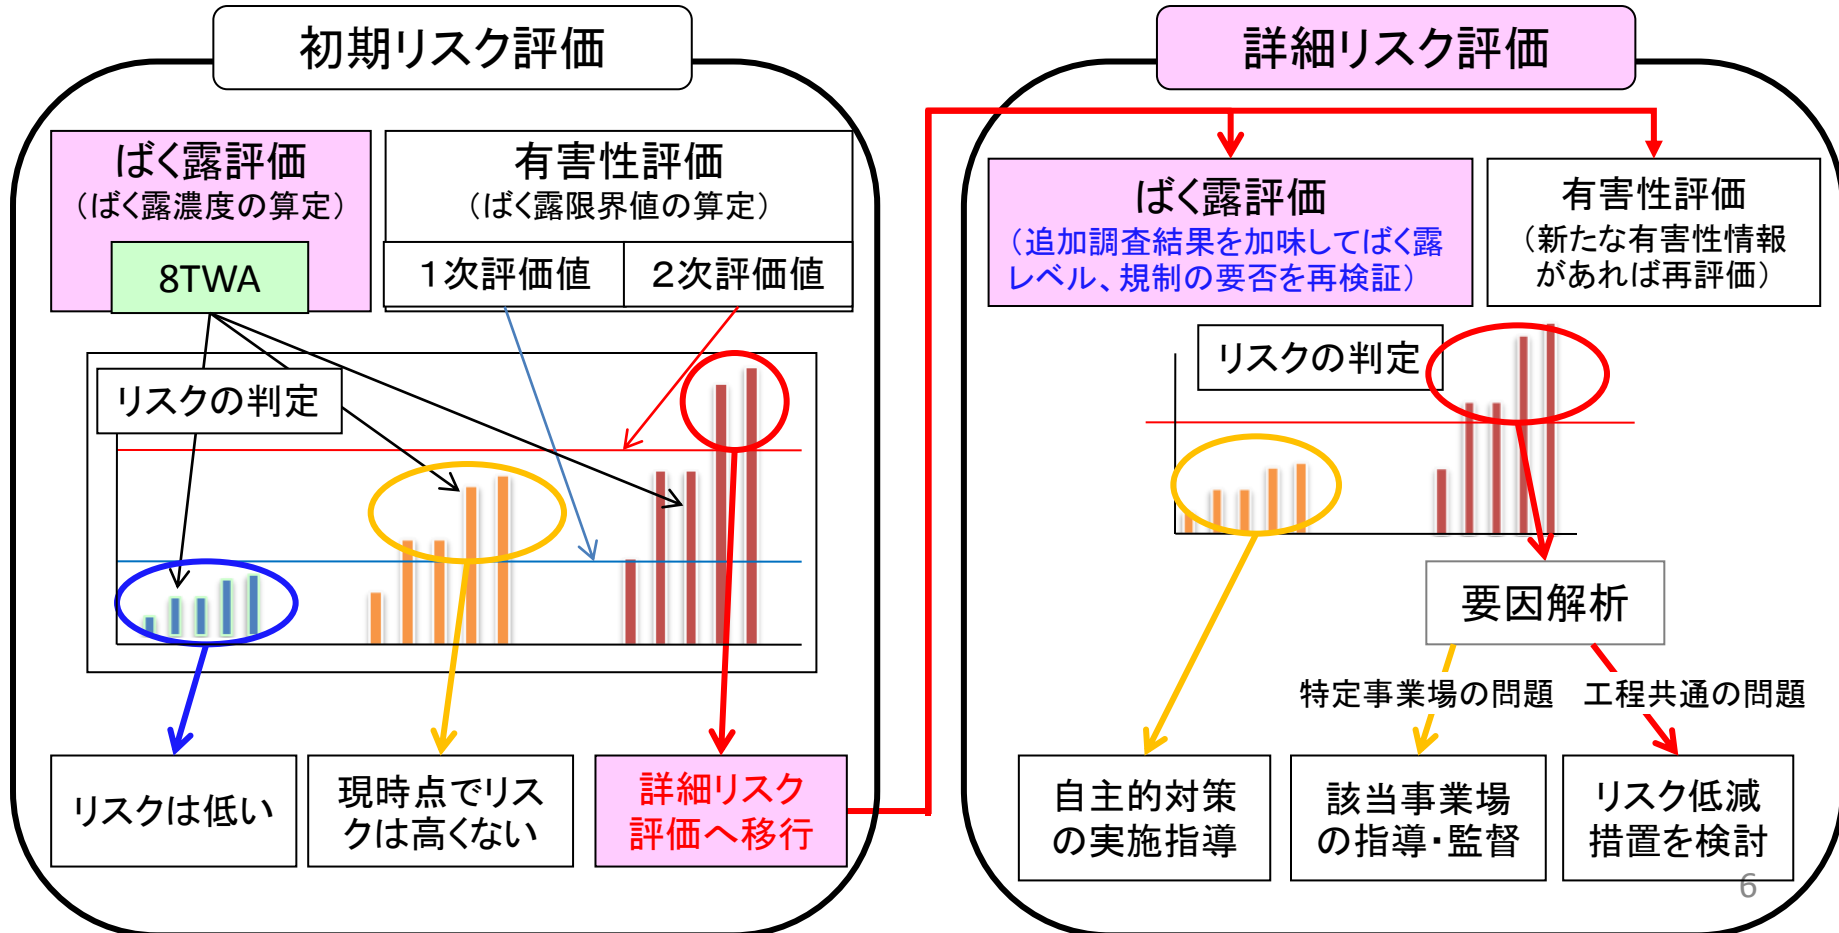 初期リスク評価
ばく露評価
（ばく露濃度の算定）
8TWA
有害性評価
（ばく露限界値の算定）
１次評価値
２次評価値
リスクの判定
リスクは低い
現時点でリス
クは高くない
詳細リスク
評価へ移行
詳細リスク評価
ばく露評価
（追加調査結果を加味してばく露
レベル、規制の要否を再検証）
有害性評価
（新たな有害性情報
があれば再評価）
リスクの判定
要因解析
特定事業場の問題
工程共通の問題
自主的対策
の実施指導
該当事業場
の指導・監督
リスク低減
措置を検討
6